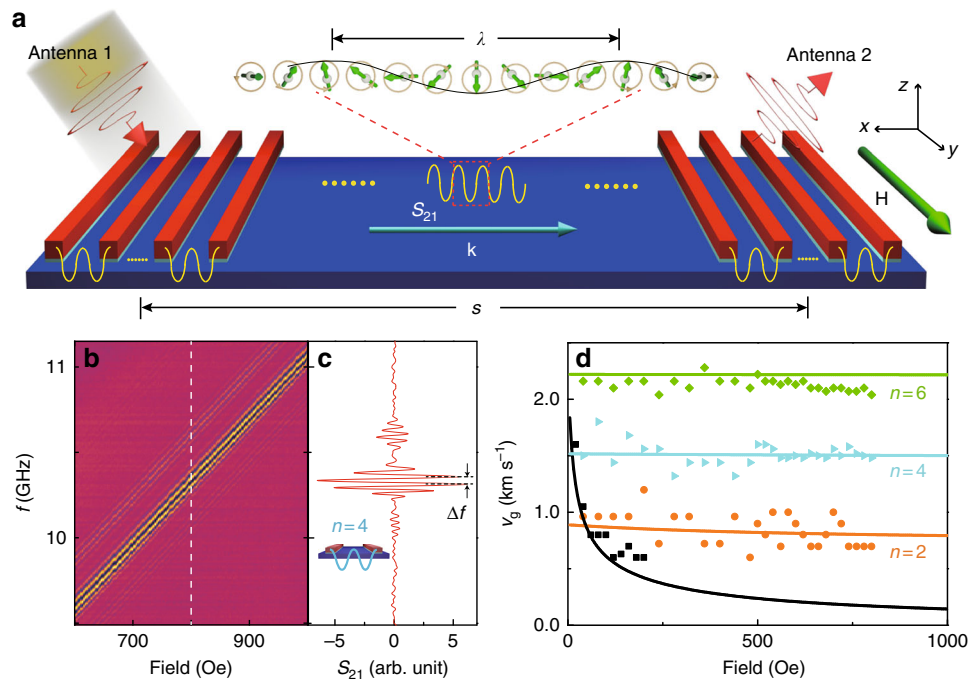 a
λ
Antenna 1
Antenna 2
z
x
y
H
S21
k
s
b
c
d
11
10
f (GHz)
700
900
Field (Oe)
n = 4
Δf
−5
0
5
S21 (arb. unit)
2.0
1.0
0.0
vg (km s−1)
n = 6
n = 4
n = 2
0
500
1000
Field (Oe)